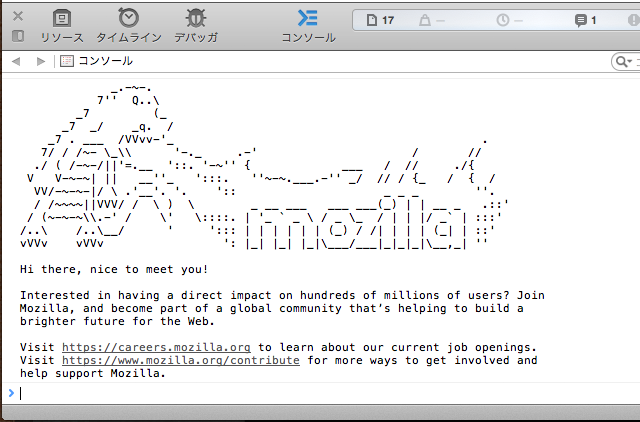 リソース タイムライン デバッガ コンソール 17 — — 1
コンソール
mozilla
Hi there, nice to meet you!
Interested in having a direct impact on hundreds of millions of users? Join
Mozilla, and become part of a global community that's helping to build a
brighter future for the Web.
Visit https://careers.mozilla.org to learn about our current job openings.
Visit https://www.mozilla.org/contribute for more ways to get involved and
help support Mozilla.